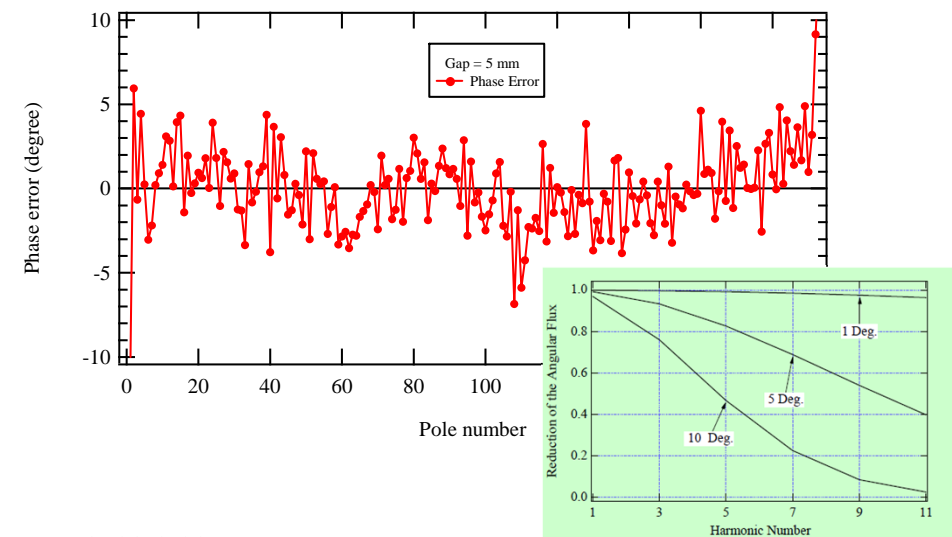 10
5
0
-5
-10
Phase error (degree)
Gap = 5 mm
Phase Error
0 20 40 60 80 100
Pole number
1.0
0.8
0.6
0.4
0.2
0.0
Reduction of the Angular Flux
1 Deg.
5 Deg.
10 Deg.
1 3 5 7 9 11
Harmonic Number